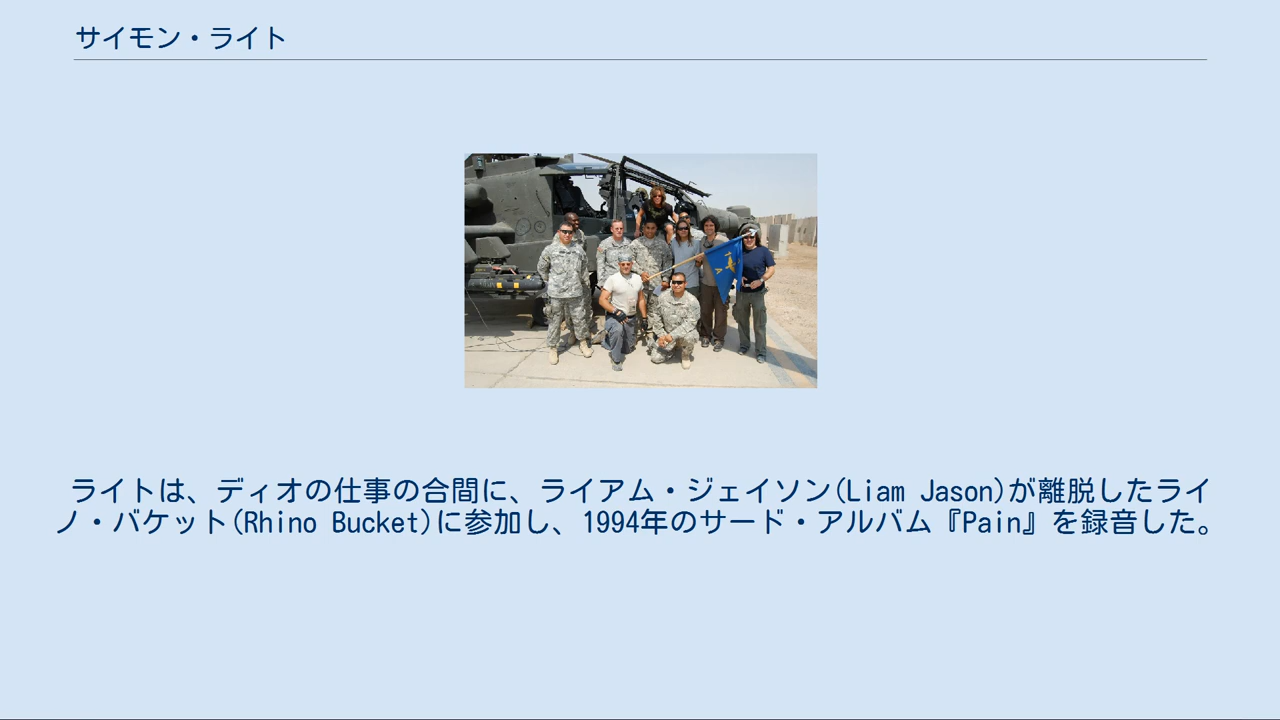 サイモン・ライト
ライトは、ディオの仕事の合間に、ライアム・ジェイソン(Liam Jason)が離脱したライ
ノ・バケット(Rhino Bucket)に参加し、1994年のサード・アルバム『Pain』を録音した。